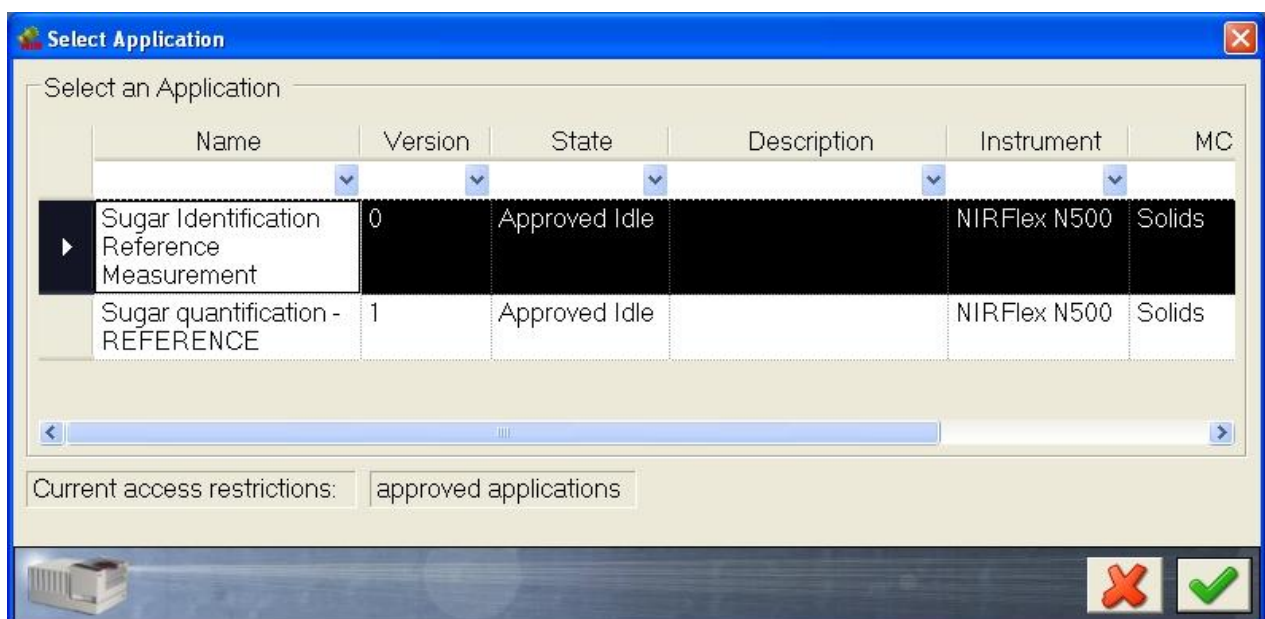 Select Application
Select an Application
Name Version State Description Instrument MC
Sugar Identification 0 Approved Idle NIRFlex N500 Solids
Reference
Measurement
Sugar quantification - 1 Approved Idle NIRFlex N500 Solids
REFERENCE
Current access restrictions: approved applications